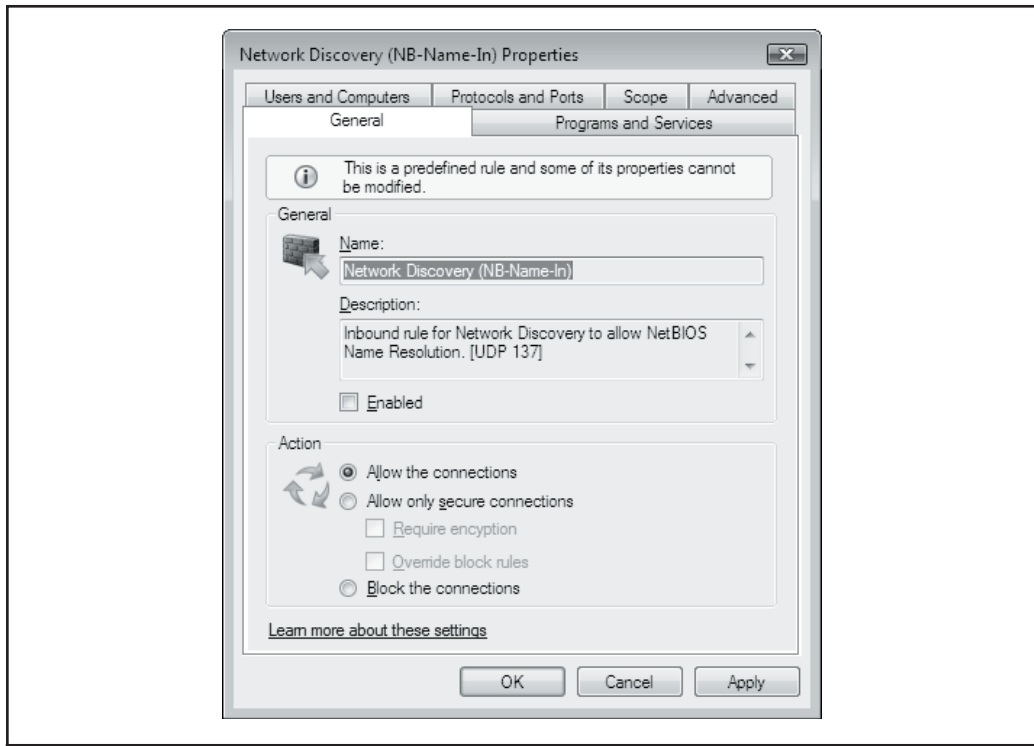 Network Discovery (NB-Name-In) Properties
Users and Computers
Protocols and Ports
Scope
Advanced
General
Programs and Services
This is a predefined rule and some of its properties cannot
be modified.
General
Name:
Network Discovery (NB-Name-In)
Description:
Inbound rule for Network Discovery to allow NetBIOS
Name Resolution. [UDP 137]
Enabled
Action
Allow the connections
Allow only secure connections
Require encyption
Override block rules
Block the connections
Learn more about these settings
OK
Cancel
Apply